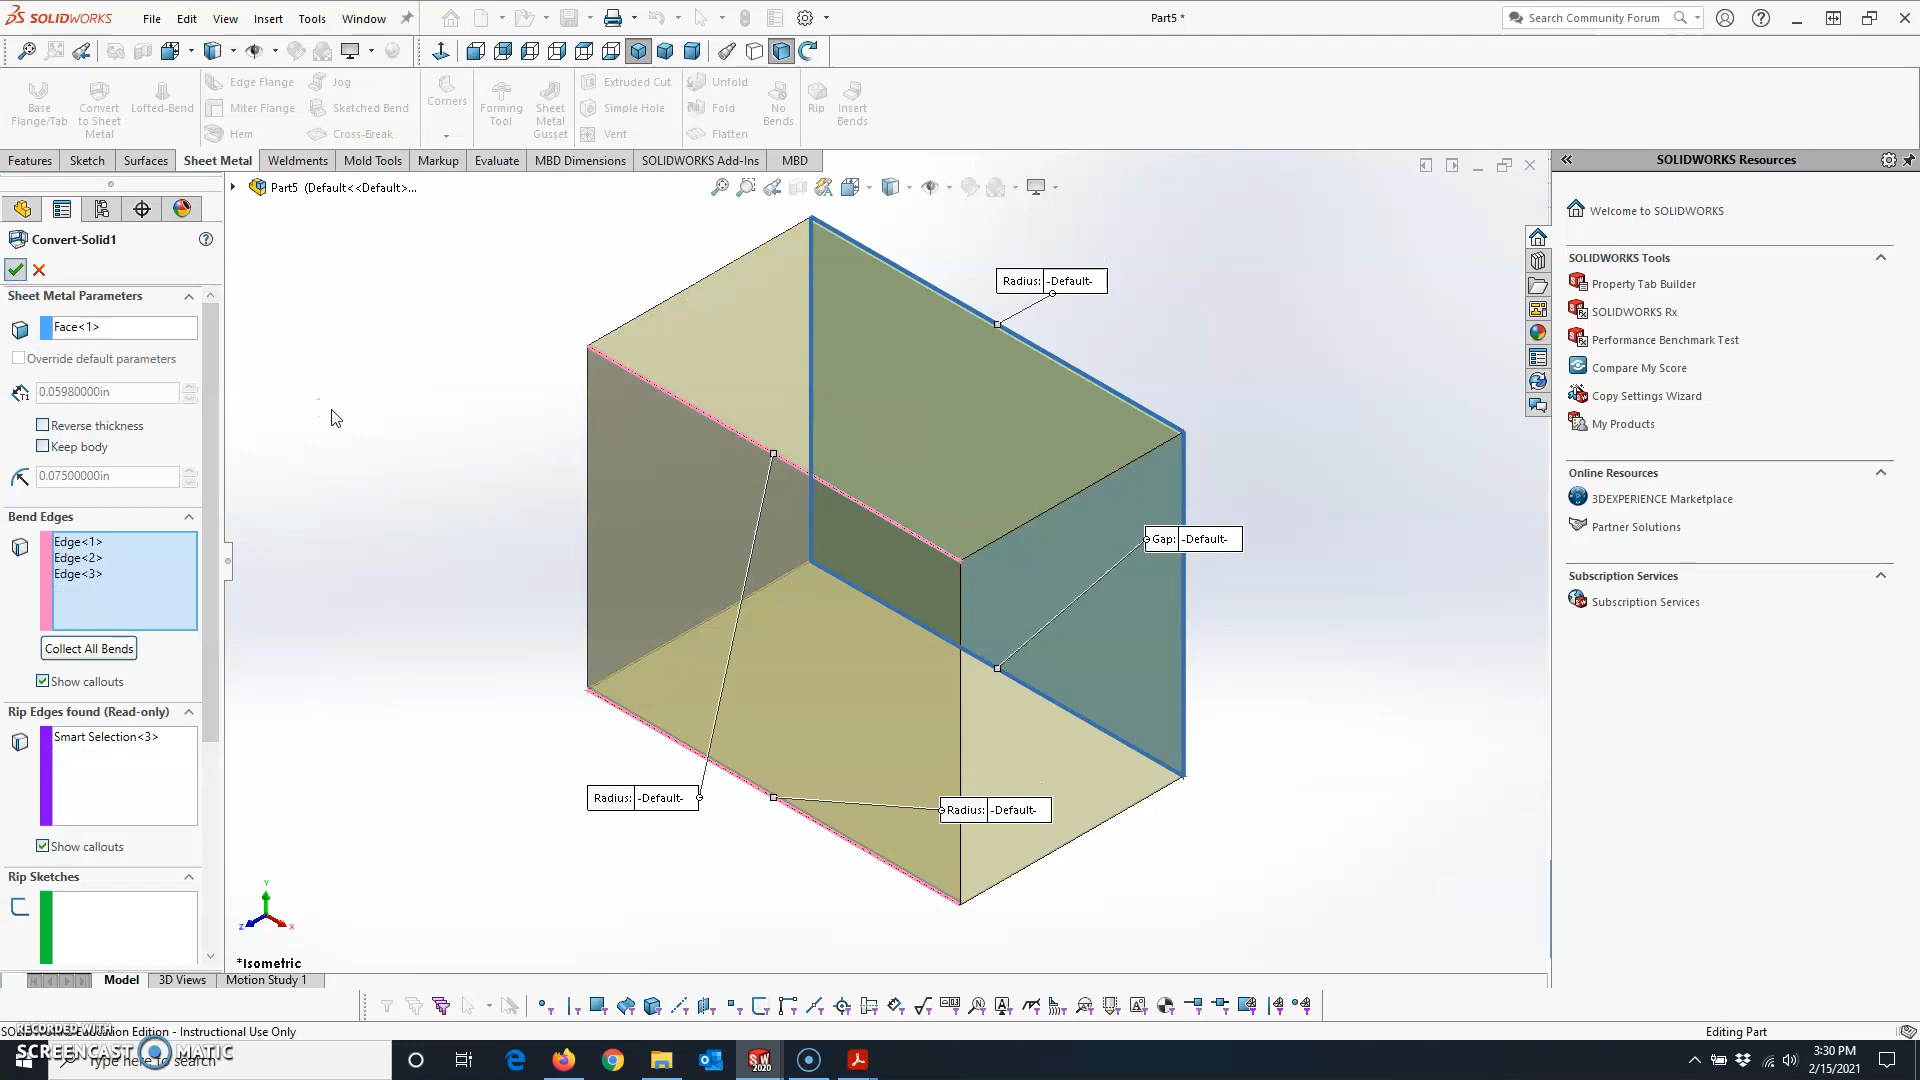 SOLIDWORKS File Edit View Insert Tools Window Part5 * Search Community Forum
Base Flange/Tab
Convert to Sheet Metal
Lofted-Bend
Edge Flange
Miter Flange
Hem
Jog
Sketched Bend
Cross-Break
Corners
Forming Tool
Sheet Metal Gusset
Extruded Cut
Simple Hole
Vent
Unfold
Fold
Flatten
No Bends
Rip
Insert Bends
Features Sketch Surfaces Sheet Metal Weldments Mold Tools Markup Evaluate MBD Dimensions SOLIDWORKS Add-Ins MBD
Part5 (Default<<Default>...
Convert-Solid1
Sheet Metal Parameters
Face<1>
Override default parameters
0.05980000in
Reverse thickness
Keep body
0.07500000in
Bend Edges
Edge<1>
Edge<2>
Edge<3>
Collect All Bends
Show callouts
Rip Edges found (Read-only)
Smart Selection<3>
Show callouts
Rip Sketches
Radius: -Default-
Gap: -Default-
Radius: -Default-
Radius: -Default-
Y
Z
X
*Isometric
SOLIDWORKS Resources
Welcome to SOLIDWORKS
SOLIDWORKS Tools
Property Tab Builder
SOLIDWORKS Rx
Performance Benchmark Test
Compare My Score
Copy Settings Wizard
My Products
Online Resources
3DEXPERIENCE Marketplace
Partner Solutions
Subscription Services
Subscription Services
Model 3D Views Motion Study 1
SOLIDWORKS Education Edition - Instructional Use Only
Editing Part
RECORDED WITH
SCREENCAST MATIC
Type here to search
SW 2020
3:30 PM
2/15/2021